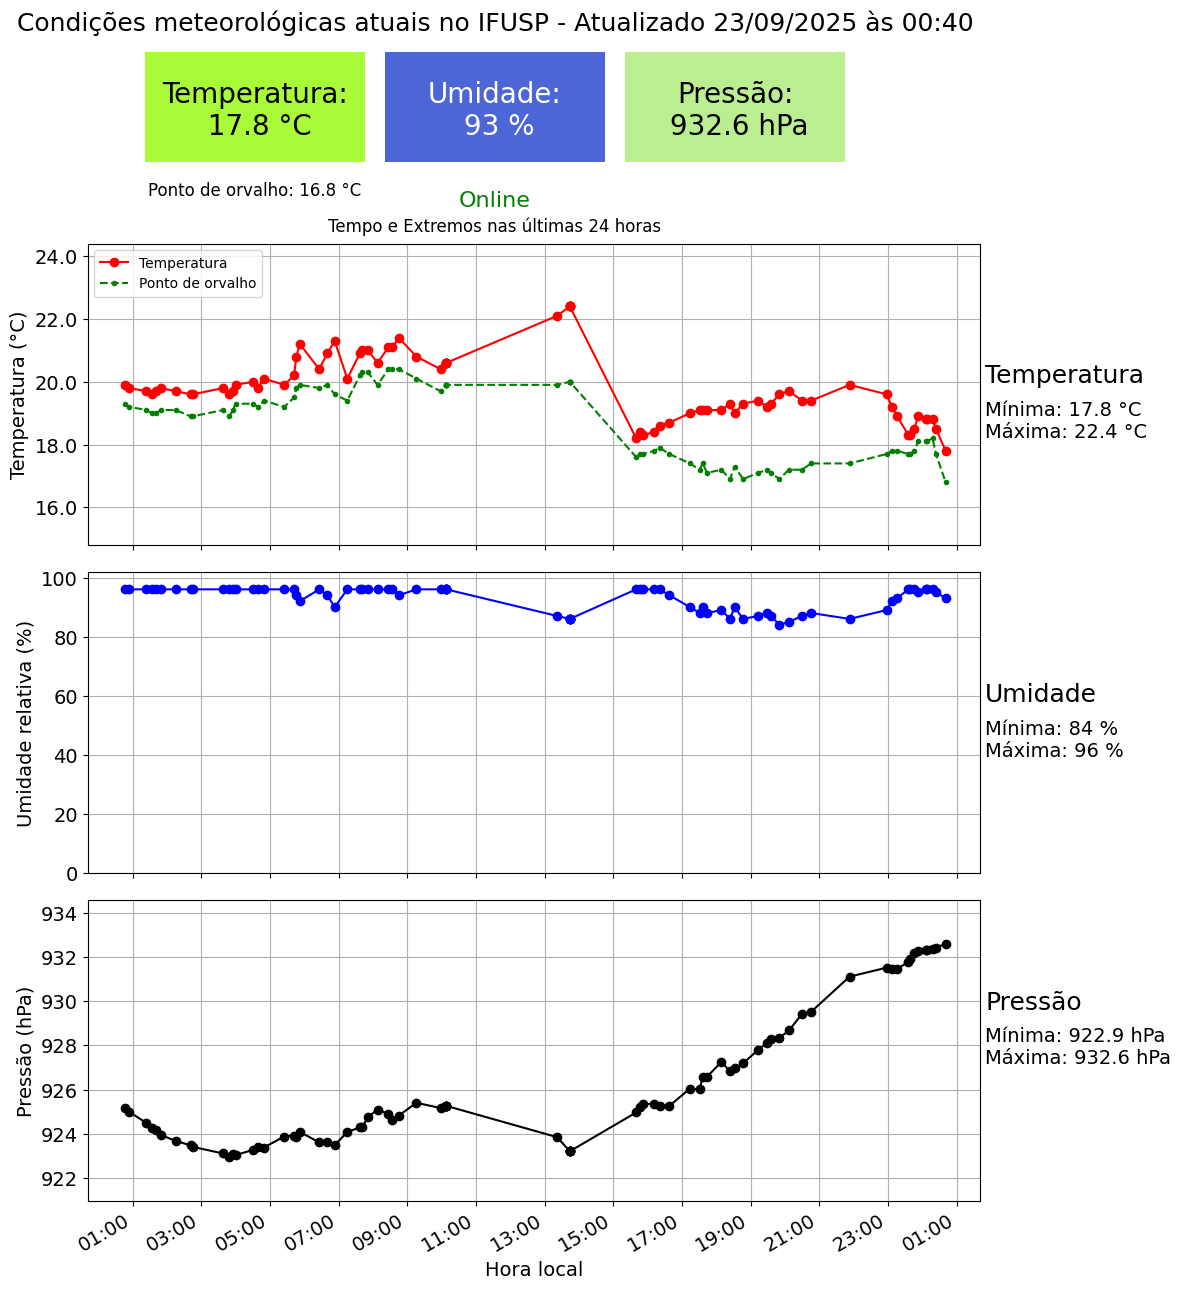 Condições meteorológicas atuais no IFUSP - Atualizado 23/09/2025 às 00:40
Temperatura:
17.8 °C
Umidade:
93 %
Pressão:
932.6 hPa
Ponto de orvalho: 16.8 °C
Online
Tempo e Extremos nas últimas 24 horas
Temperatura (°C)
24.0
22.0
20.0
18.0
16.0
Temperatura
Ponto de orvalho
Temperatura
Mínima: 17.8 °C
Máxima: 22.4 °C
Umidade relativa (%)
100
80
60
40
20
0
Umidade
Mínima: 84 %
Máxima: 96 %
Pressão (hPa)
934
932
930
928
926
924
922
Pressão
Mínima: 922.9 hPa
Máxima: 932.6 hPa
01:00 03:00 05:00 07:00 09:00 11:00 13:00 15:00 17:00 19:00 21:00 23:00 01:00
Hora local